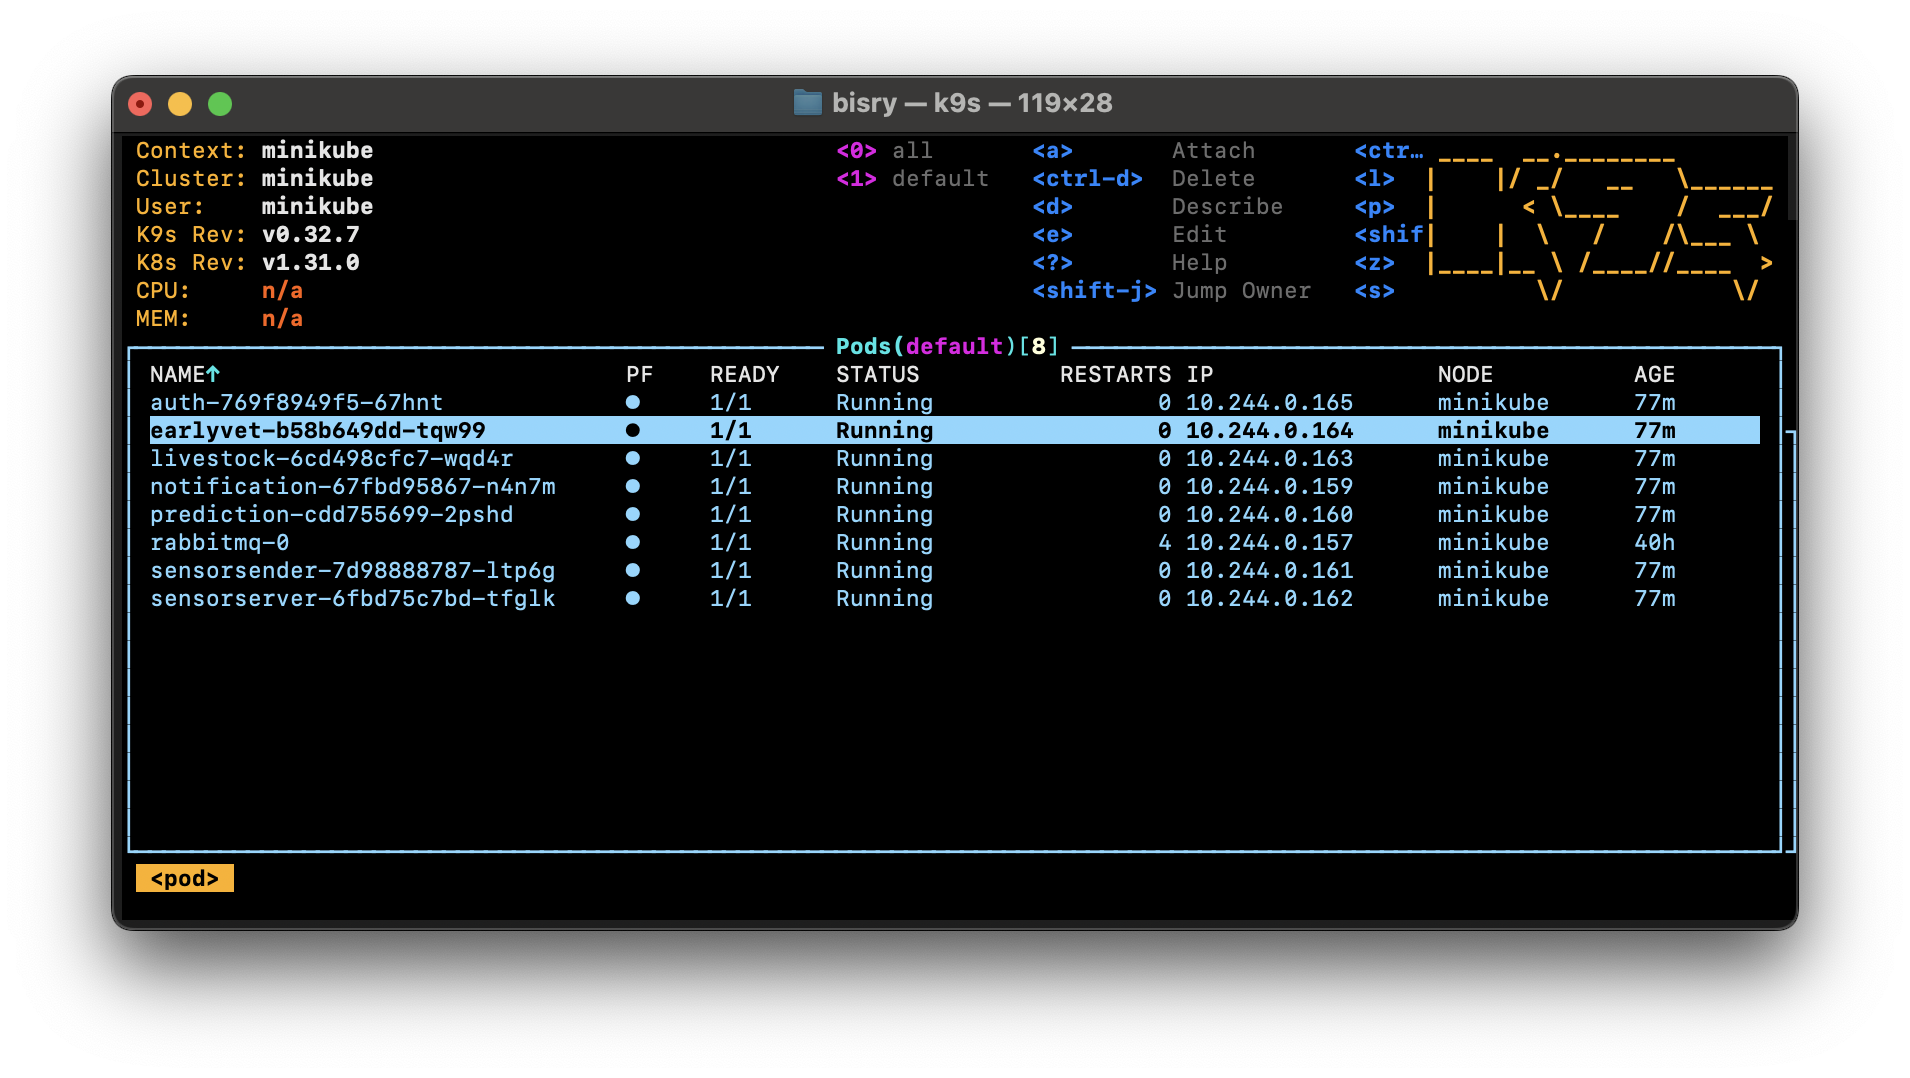 bisry — k9s — 119×28
Context: minikube <0> all <a> Attach <ctr…
Cluster: minikube <1> default <ctrl-d> Delete <l>
User: minikube <d> Describe <p>
K9s Rev: v0.32.7 <e> Edit <shif
K8s Rev: v1.31.0 <?> Help <z>
CPU: n/a <shift-j> Jump Owner <s>
MEM: n/a
Pods(default)[8]
NAME↑ PF READY STATUS RESTARTS IP NODE AGE
auth-769f8949f5-67hnt ● 1/1 Running 0 10.244.0.165 minikube 77m
earlyvet-b58b649dd-tqw99 ● 1/1 Running 0 10.244.0.164 minikube 77m
livestock-6cd498cfc7-wqd4r ● 1/1 Running 0 10.244.0.163 minikube 77m
notification-67fbd95867-n4n7m ● 1/1 Running 0 10.244.0.159 minikube 77m
prediction-cdd755699-2pshd ● 1/1 Running 0 10.244.0.160 minikube 77m
rabbitmq-0 ● 1/1 Running 4 10.244.0.157 minikube 40h
sensorsender-7d98888787-ltp6g ● 1/1 Running 0 10.244.0.161 minikube 77m
sensorserver-6fbd75c7bd-tfglk ● 1/1 Running 0 10.244.0.162 minikube 77m
<pod>